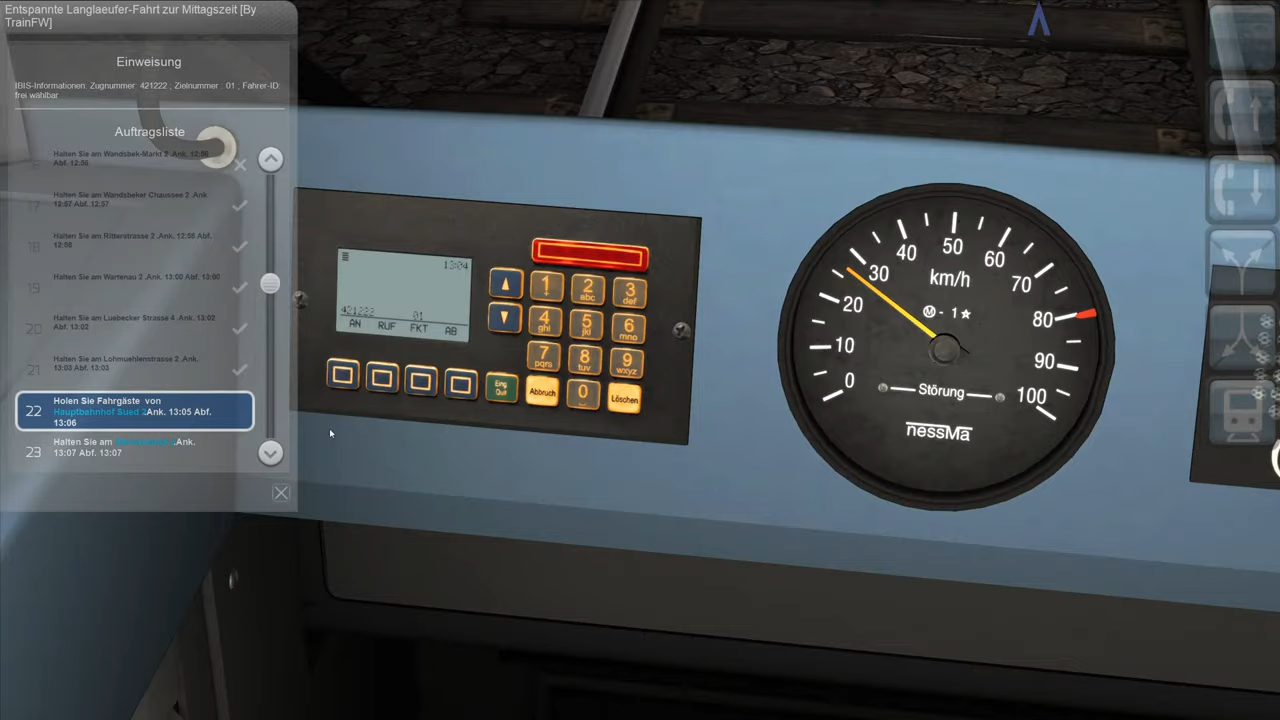 Entspannte Langlaeufer-Fahrt zur Mittagszeit [By
TrainFW]
Einweisung
IBIS-Informationen: Zugnummer: 421222 ; Zielnummer : 01 , Fahrer-ID:
frei wählbar
Auftragsliste
Halten Sie am Wandsbek-Markt 2 .Ank. 12:56
Abf. 12:56
17
Halten Sie am Wandsbeker Chaussee 2 .Ank.
12:57 Abf. 12:57
18
Halten Sie am Ritterstrasse 2 .Ank. 12:58 Abf.
12:58
19
Halten Sie am Wartenau 2 .Ank. 13:00 Abf. 13:00
20
Halten Sie am Luebecker Strasse 4 .Ank. 13:02
Abf. 13:02
21
Halten Sie am Lohmuehlenstrasse 2 .Ank.
13:03 Abf. 13:03
22
Holen Sie Fahrgäste von
Hauptbahnhof Sued 2Ank. 13:05 Abf.
13:06
23
Halten Sie am .Ank.
13:07 Abf. 13:07
13:04
421222 01
AN RUF FKT AB
1 2 abc 3 def
4 ghi 5 jkl 6 mno
7 pqrs 8 tuv 9 wxyz
Eing Quit Abbruch 0 Löschen
0 10 20 30 40 50 60 70 80 90 100
km/h
M - 1
Störung
nessMa